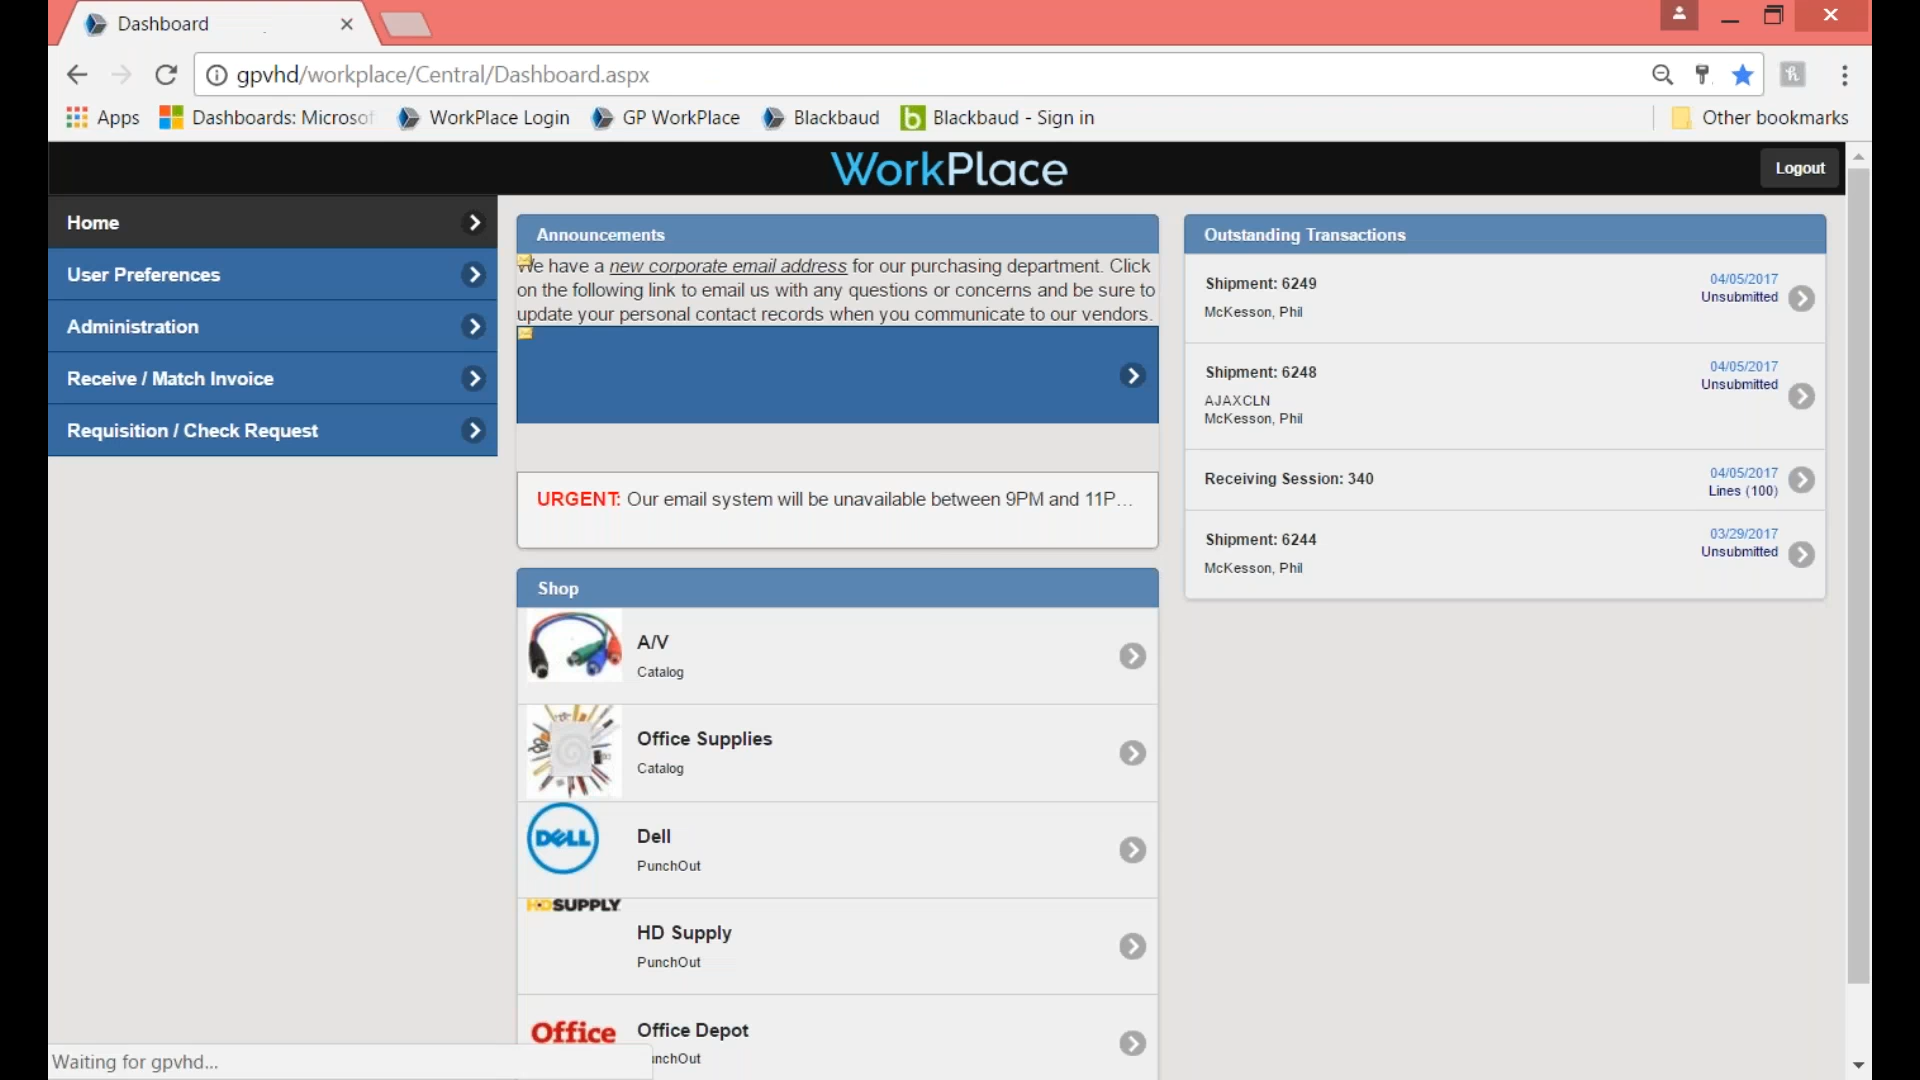 Dashboard
gpvhd/workplace/Central/Dashboard.aspx
Apps
Dashboards: Microsof
WorkPlace Login
GP WorkPlace
Blackbaud
Blackbaud - Sign in
Other bookmarks
WorkPlace
Logout
Home
User Preferences
Administration
Receive / Match Invoice
Requisition / Check Request
Announcements
We have a new corporate email address for our purchasing department. Click
on the following link to email us with any questions or concerns and be sure to
update your personal contact records when you communicate to our vendors.
URGENT: Our email system will be unavailable between 9PM and 11P...
Shop
A/V
Catalog
Office Supplies
Catalog
DELL
Dell
PunchOut
HDSUPPLY
HD Supply
PunchOut
Office
Office Depot
unchOut
Outstanding Transactions
Shipment: 6249
04/05/2017
Unsubmitted
McKesson, Phil
Shipment: 6248
04/05/2017
Unsubmitted
AJAXCLN
McKesson, Phil
Receiving Session: 340
04/05/2017
Lines (100)
Shipment: 6244
03/29/2017
Unsubmitted
McKesson, Phil
Waiting for gpvhd...